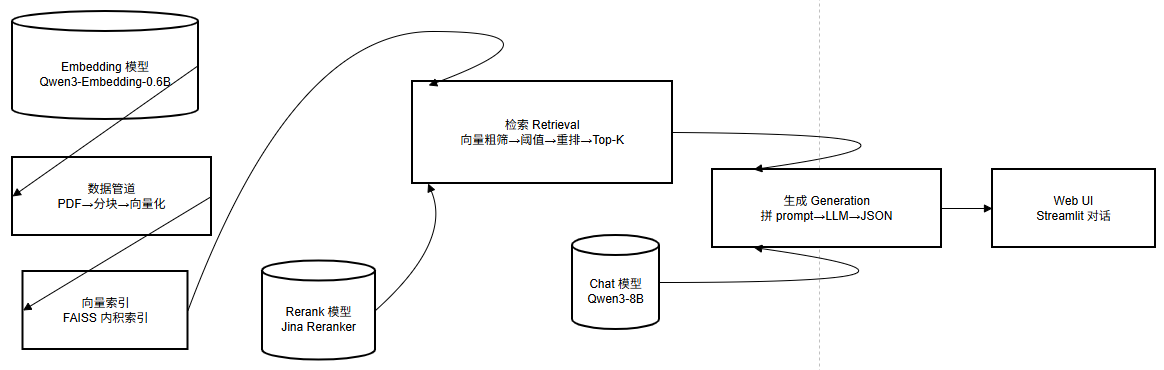 Embedding 模型
Qwen3-Embedding-0.6B
数据管道
PDF→分块→向量化
向量索引
FAISS 内积索引
检索 Retrieval
向量粗筛→阈值→重排→Top-K
Rerank 模型
Jina Reranker
生成 Generation
拼 prompt→LLM→JSON
Chat 模型
Qwen3-8B
Web UI
Streamlit 对话